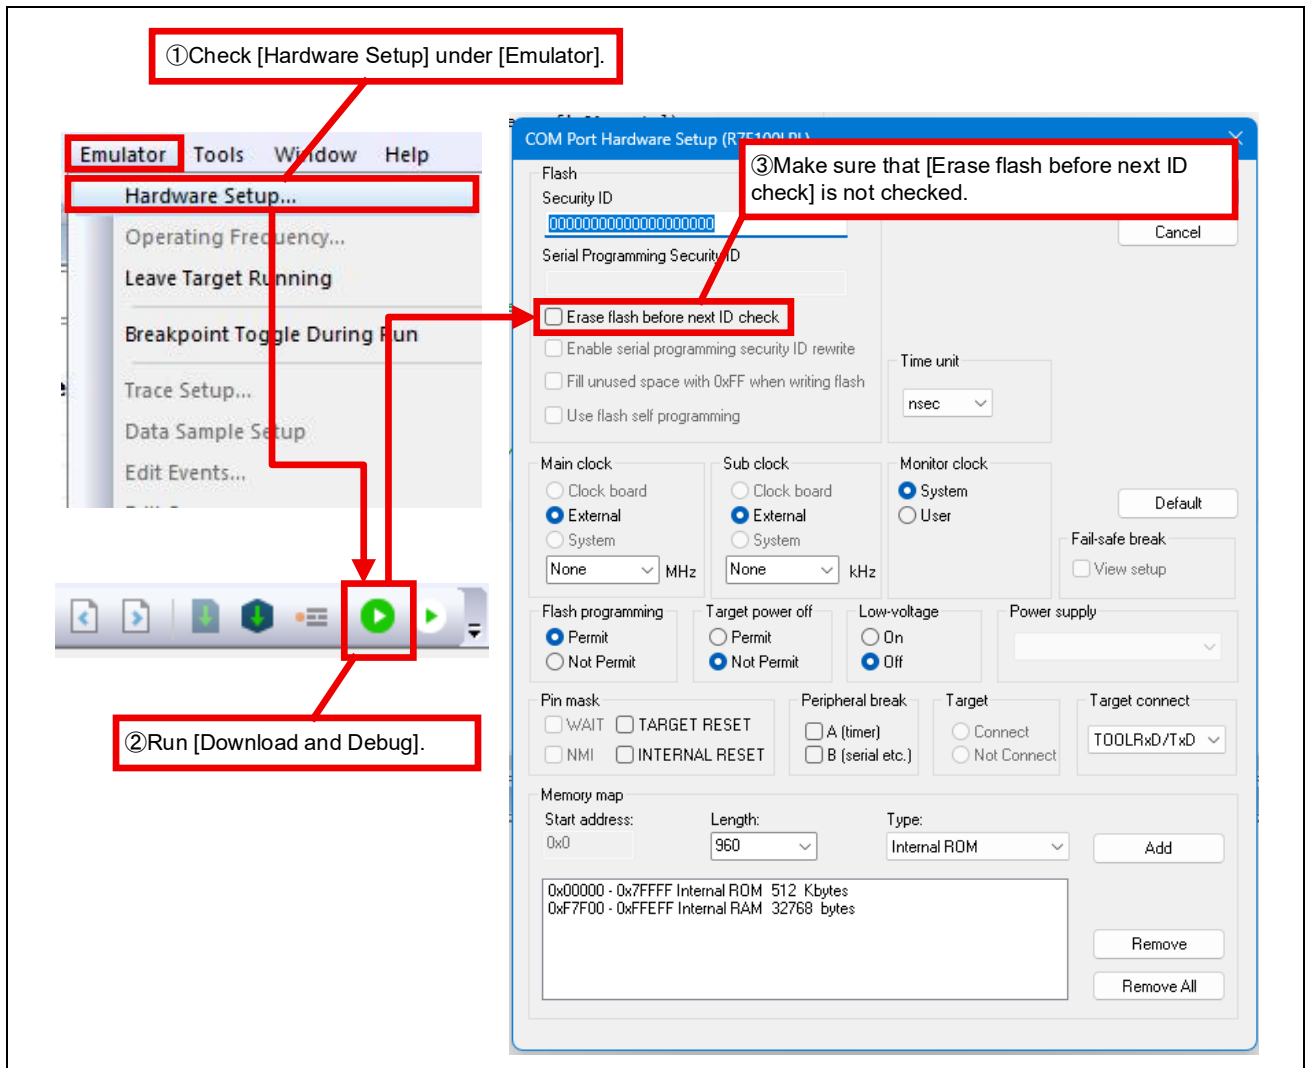 ①Check [Hardware Setup] under [Emulator].
Emulator Tools Window Help
Hardware Setup...
Operating Frequency...
Leave Target Running
Breakpoint Toggle During Run
Trace Setup...
Data Sample Setup
Edit Events...
②Run [Download and Debug].
COM Port Hardware Setup (R7F100LPL)
③Make sure that [Erase flash before next ID
check] is not checked.
Flash
Security ID
00000000000000000000
Cancel
Serial Programming Security ID
Erase flash before next ID check
Enable serial programming security ID rewrite
Fill unused space with 0xFF when writing flash
Use flash self programming
Time unit
nsec
Main clock
Clock board
External
System
None MHz
Sub clock
Clock board
External
System
None kHz
Monitor clock
System
User
Default
Fail-safe break
View setup
Flash programming
Permit
Not Permit
Target power off
Permit
Not Permit
Low-voltage
On
Off
Power supply
Pin mask
WAIT TARGET RESET
NMI INTERNAL RESET
Peripheral break
A (timer)
B (serial etc.)
Target
Connect
Not Connect
Target connect
TOOLRxD/TxD
Memory map
Start address: Length: Type:
0x0 960 Internal ROM Add
0x00000 - 0x7FFFF Internal ROM 512 Kbytes
0xF7F00 - 0xFFEFF Internal RAM 32768 bytes
Remove
Remove All